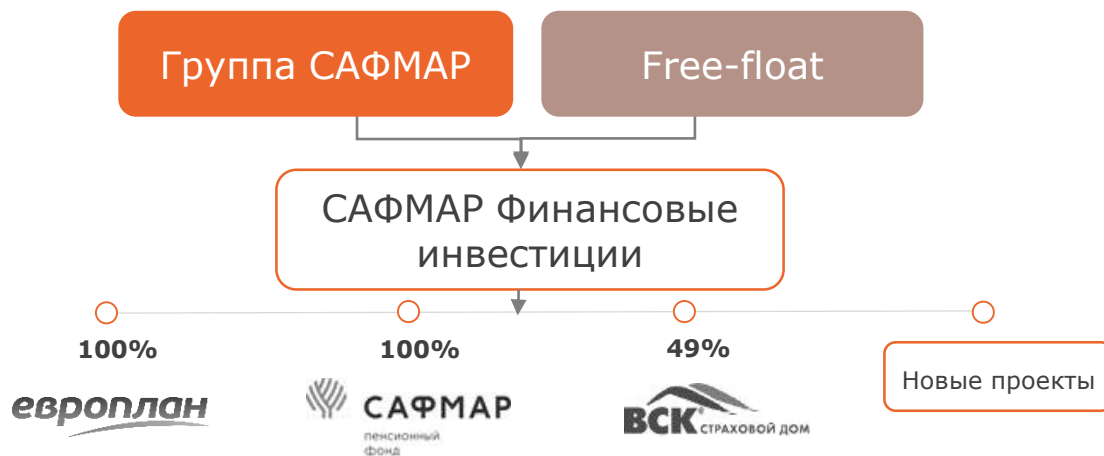 Группа САФМАР
Free-float
САФМАР Финансовые
инвестиции
100%
100%
49%
европлан
САФМАР
пенсионный
фонд
ВСК® СТРАХОВОЙ ДОМ
Новые проекты